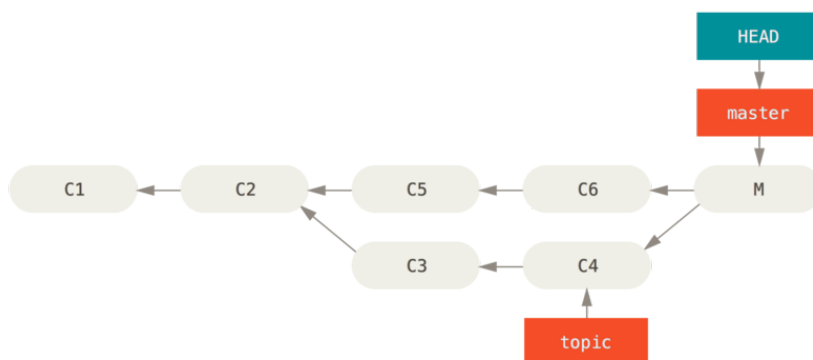 HEAD
master
C1 C2 C5 C6 M
C3 C4
topic